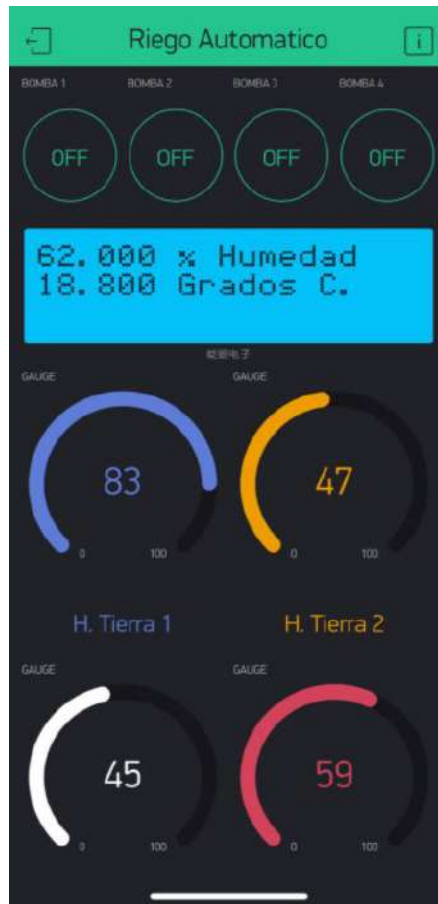 Riego Automatico
i
BOMBA 1 BOMBA 2 BOMBA 3 BOMBA 4
OFF OFF OFF OFF
62.000 % Humedad
18.800 Grados C.
GAUGE GAUGE
83 47
0 100 0 100
H. Tierra 1 H. Tierra 2
GAUGE GAUGE
45 59
0 100 0 100